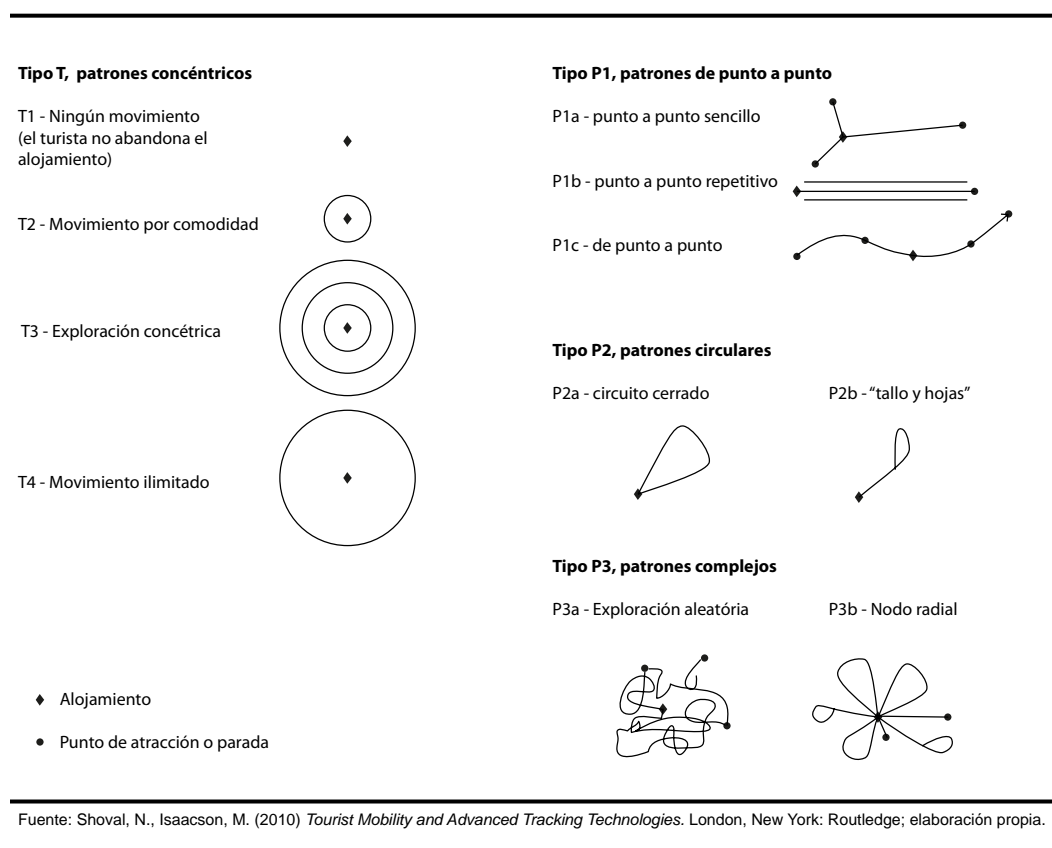 Tipo T, patrones concéntricos
T1 - Ningún movimiento
(el turista no abandona el
alojamiento)
T2 - Movimiento por comodidad
T3 - Exploración concétrica
T4 - Movimiento ilimitado
Alojamiento
Punto de atracción o parada
Tipo P1, patrones de punto a punto
P1a - punto a punto sencillo
P1b - punto a punto repetitivo
P1c - de punto a punto
Tipo P2, patrones circulares
P2a - circuito cerrado
P2b - “tallo y hojas”
Tipo P3, patrones complejos
P3a - Exploración aleatória
P3b - Nodo radial
Fuente: Shoval, N., Isaacson, M. (2010) Tourist Mobility and Advanced Tracking Technologies. London, New York: Routledge; elaboración propia.